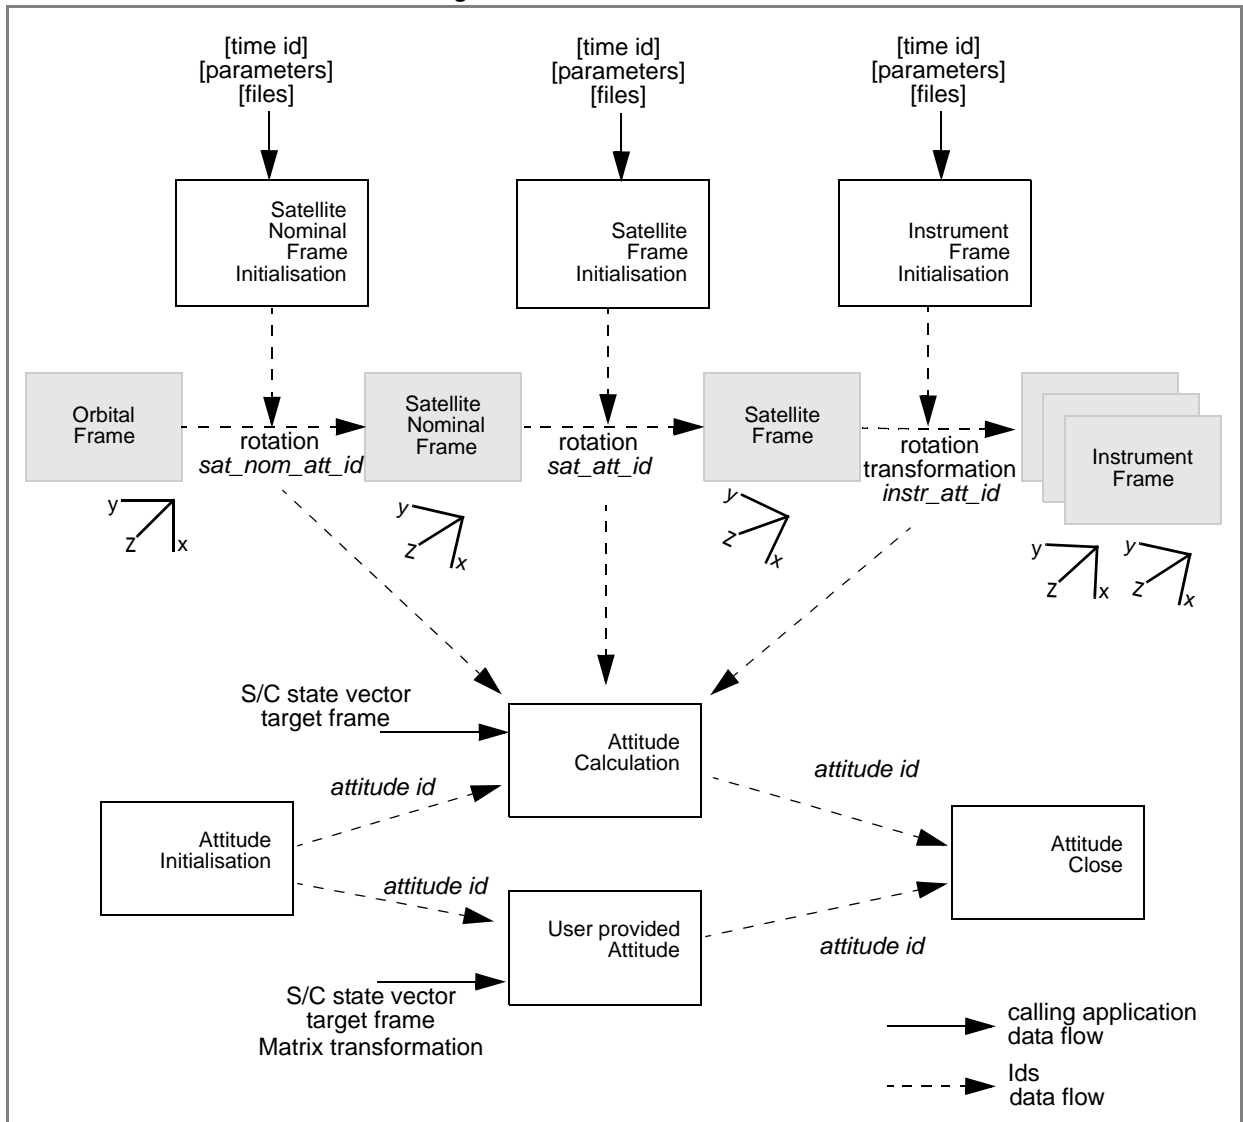 [time id]
[parameters]
[files]
[time id]
[parameters]
[files]
[time id]
[parameters]
[files]
Satellite
Nominal
Frame
Initialisation
Satellite
Frame
Initialisation
Instrument
Frame
Initialisation
Orbital
Frame
rotation
sat_nom_att_id
Satellite
Nominal
Frame
rotation
sat_att_id
Satellite
Frame
rotation
transformation
instr_att_id
Instrument
Frame
y
z
x
y
z
x
y
z
x
y
z
x
y
z
x
S/C state vector
target frame
Attitude
Calculation
attitude id
attitude id
Attitude
Initialisation
Attitude
Close
attitude id
User provided
Attitude
attitude id
S/C state vector
target frame
Matrix transformation
calling application
data flow
Ids
data flow